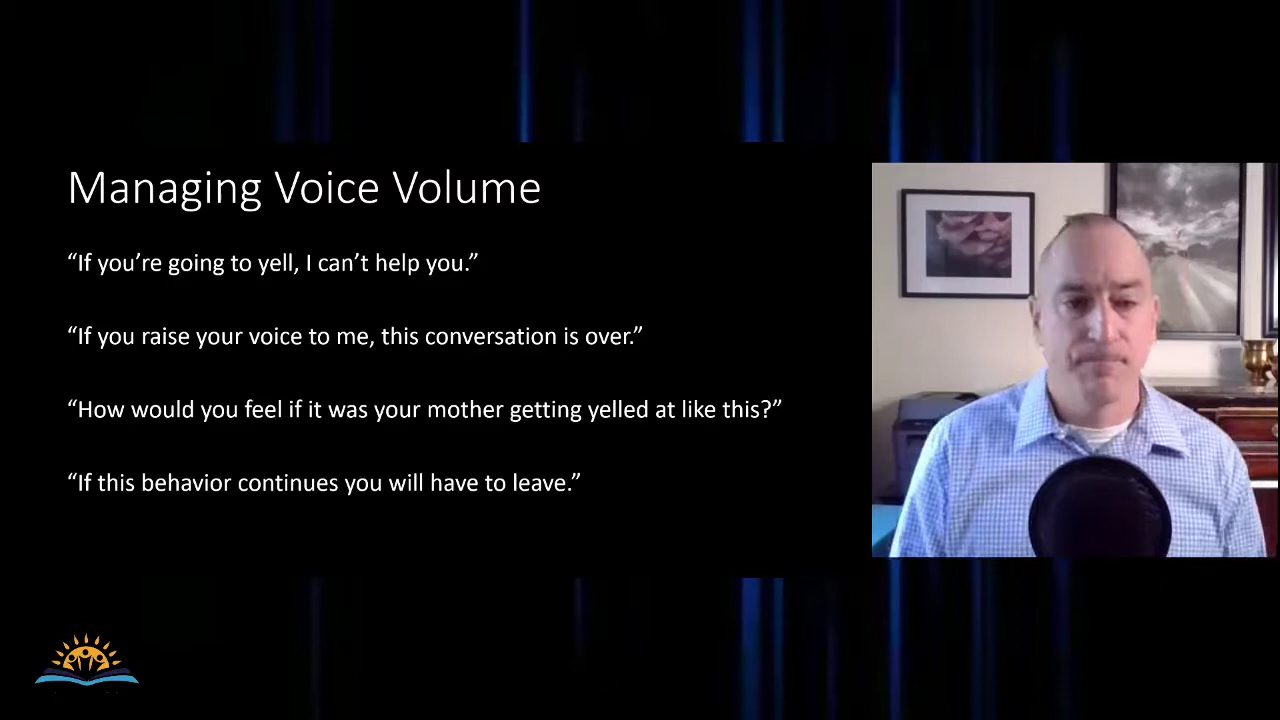 Managing Voice Volume
“If you’re going to yell, I can’t help you.”
“If you raise your voice to me, this conversation is over.”
“How would you feel if it was your mother getting yelled at like this?”
“If this behavior continues you will have to leave.”